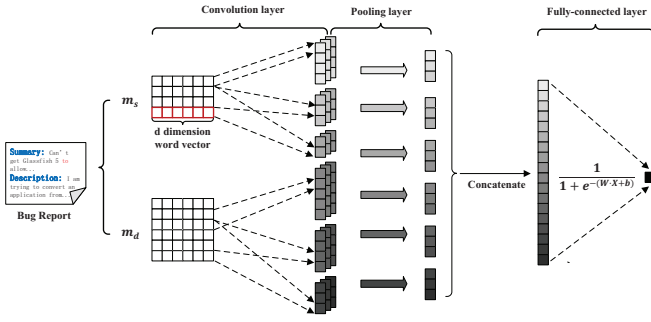 Convolution layer
Pooling layer
Fully-connected layer
m_s
d dimension
word vector
Summary: Can't
get Glassfish 5 to
allow...
Description: I am
trying to convert an
application from...
Bug Report
m_d
Concatenate
1
1 + e^{-(W·X+b)}